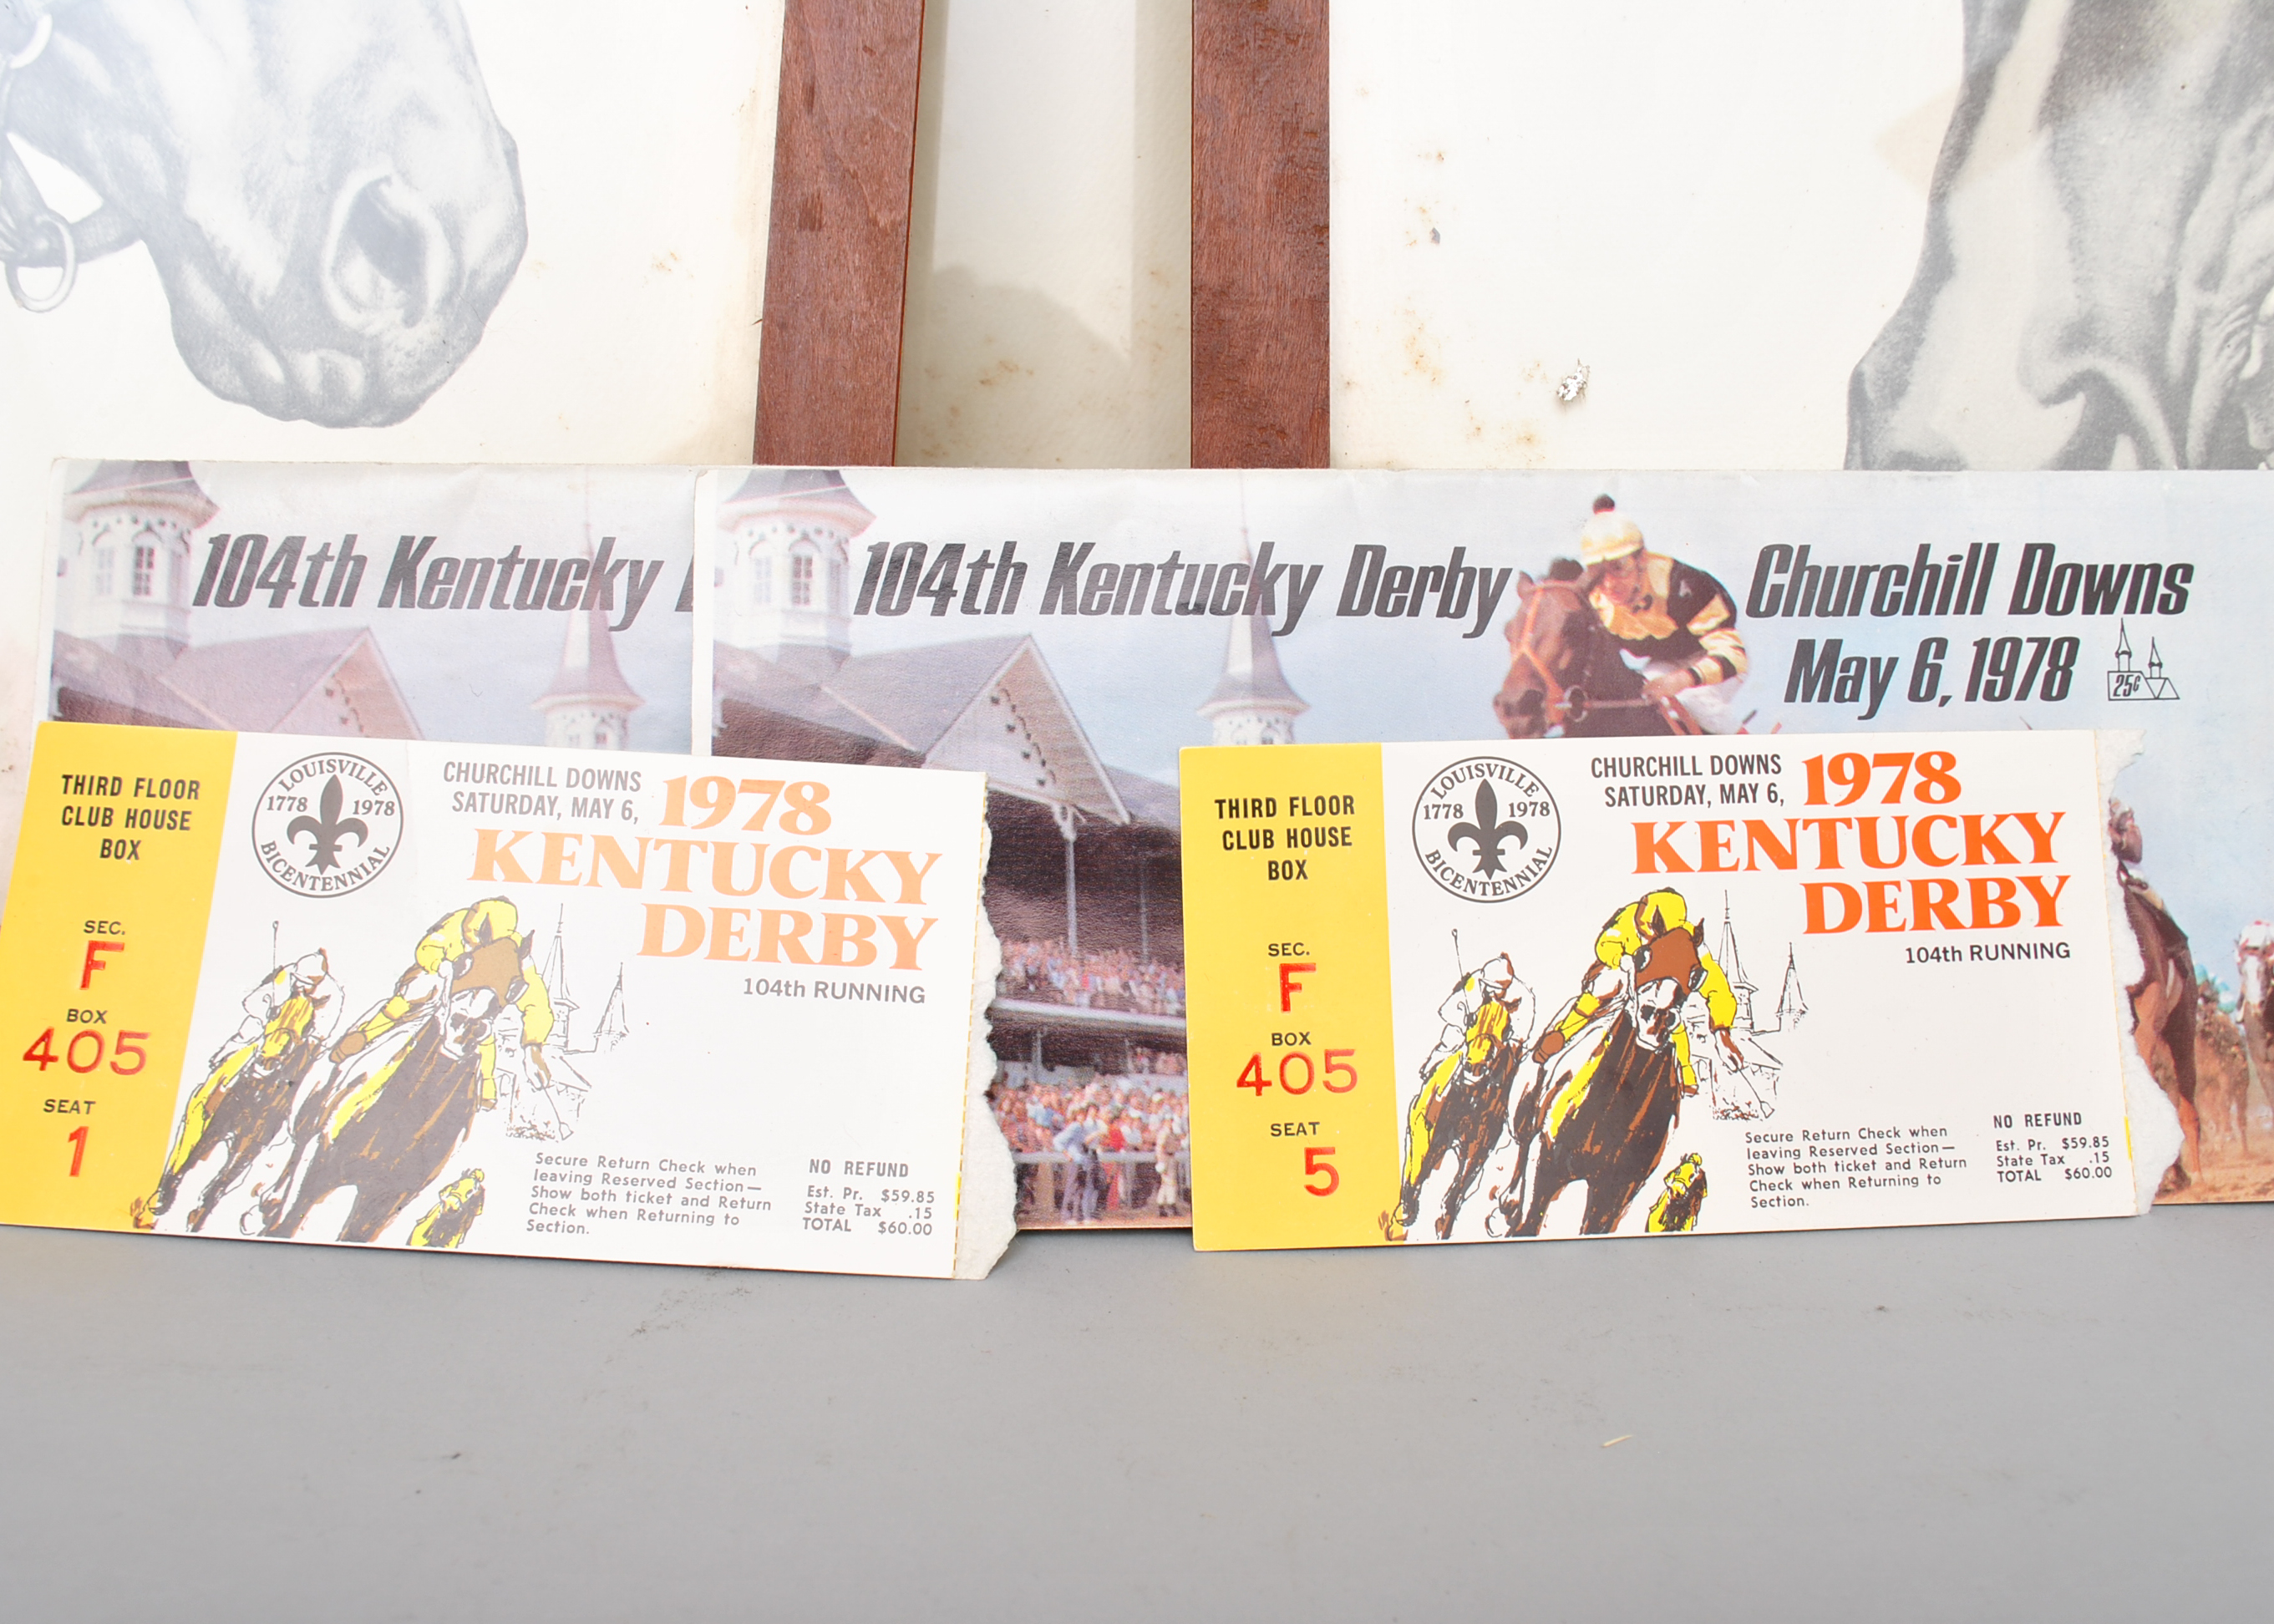 104th Kentucky
104th Kentucky Derby
Churchill Downs
May 6, 1978
25¢
THIRD FLOOR
CLUB HOUSE
BOX
SEC.
F
BOX
405
SEAT
1
LOUISVILLE
1778 1978
BICENTENNIAL
CHURCHILL DOWNS
SATURDAY, MAY 6, 1978
KENTUCKY
DERBY
104th RUNNING
Secure Return Check when
leaving Reserved Section—
Show both ticket and Return
Check when Returning to
Section.
NO REFUND
Est. Pr. $59.85
State Tax .15
TOTAL $60.00
THIRD FLOOR
CLUB HOUSE
BOX
SEC.
F
BOX
405
SEAT
5
LOUISVILLE
1778 1978
BICENTENNIAL
CHURCHILL DOWNS
SATURDAY, MAY 6, 1978
KENTUCKY
DERBY
104th RUNNING
Secure Return Check when
leaving Reserved Section—
Show both ticket and Return
Check when Returning to
Section.
NO REFUND
Est. Pr. $59.85
State Tax .15
TOTAL $60.00